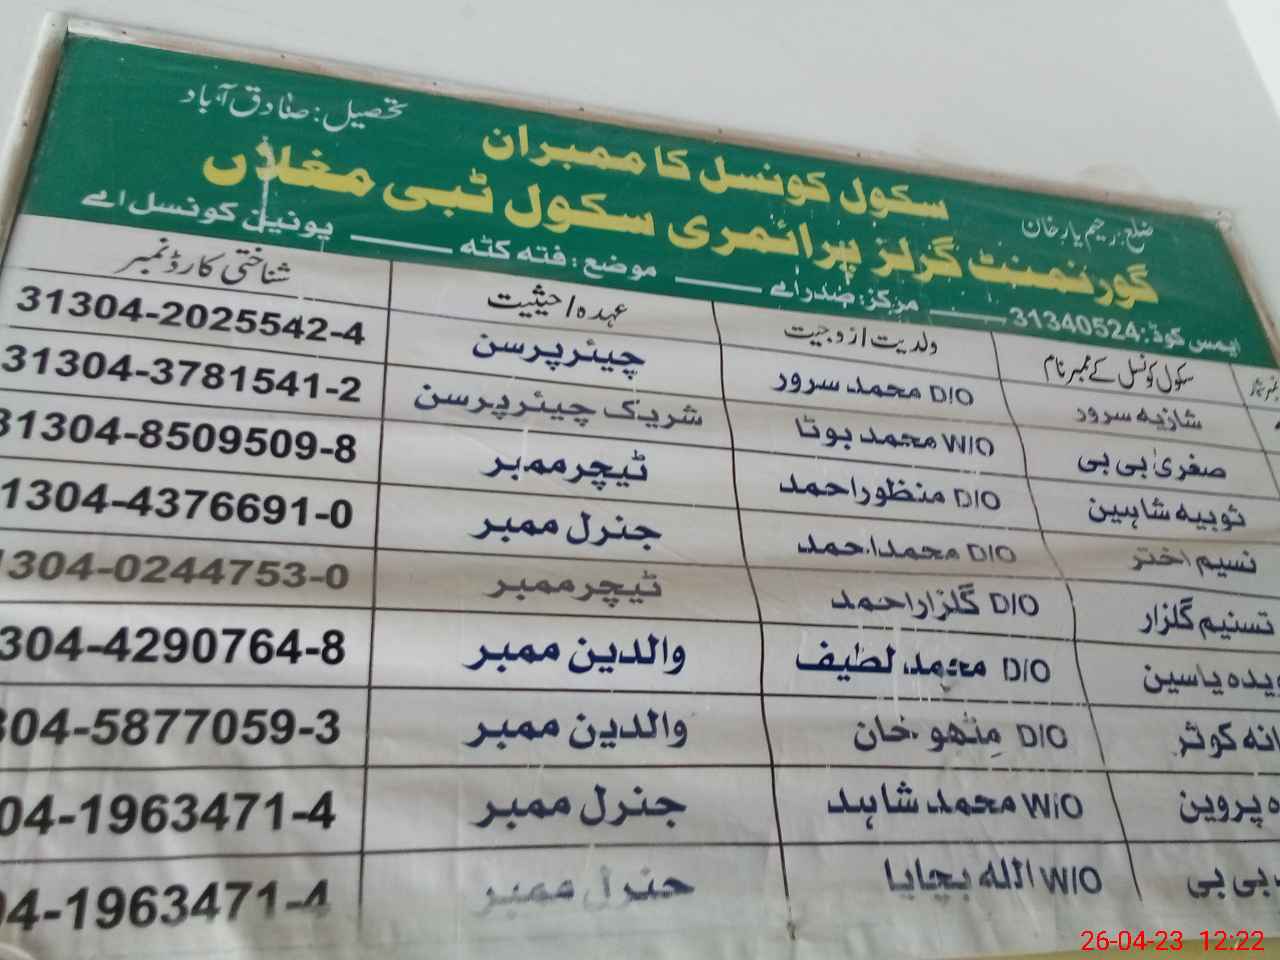 تحصیل: صادق آباد
سکول کونسل کا ممبران
ضلع: رحیم یار خان
گورنمنٹ گرلز پرائمری سکول ٹبی مغلاں
ایمس کوڈ: 31340524 مرکز: صدراے موضع: فتہ کٹہ یونین کونسل اے
سکول کونسل کے ممبر نام ولدیت/زوجیت عہدہ/حیثیت شناختی کارڈ نمبر
شازیہ سرور D/O محمد سرور چیئرپرسن 31304-2025542-4
صغریٰ بی بی W/O محمد بوٹا شریک چیئرپرسن 31304-3781541-2
ثوبیہ شاہین D/O منظور احمد ٹیچر ممبر 31304-8509509-8
نسیم اختر D/O محمد احمد جنرل ممبر 1304-4376691-0
تسنیم گلزار D/O گلزار احمد ٹیچر ممبر 1304-0244753-0
یاسین D/O محمد لطیف والدین ممبر 304-4290764-8
کوثر D/O مٹھو خان والدین ممبر 304-5877059-3
پروین W/O محمد شاہد جنرل ممبر 04-1963471-4
بی بی W/O اللہ بچایا جنرل ممبر 04-1963471-4
26-04-23 12:22